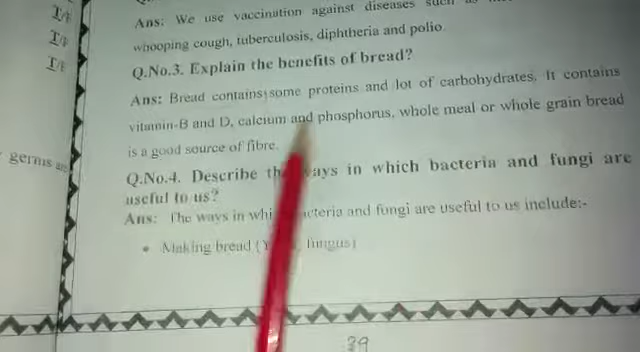 I/F
I/F
I/F
germs are
Ans: We use vaccination against diseases such as
whooping cough, tuberculosis, diphtheria and polio.
Q.No.3. Explain the benefits of bread?
Ans: Bread contains some proteins and lot of carbohydrates. It contains
vitamin-B and D, calcium and phosphorus, whole meal or whole grain bread
is a good source of fibre.
Q.No.4. Describe ways in which bacteria and fungi are
useful to us?
Ans: The ways in and fungi are useful to us include:-
• Making bread fungus)
39